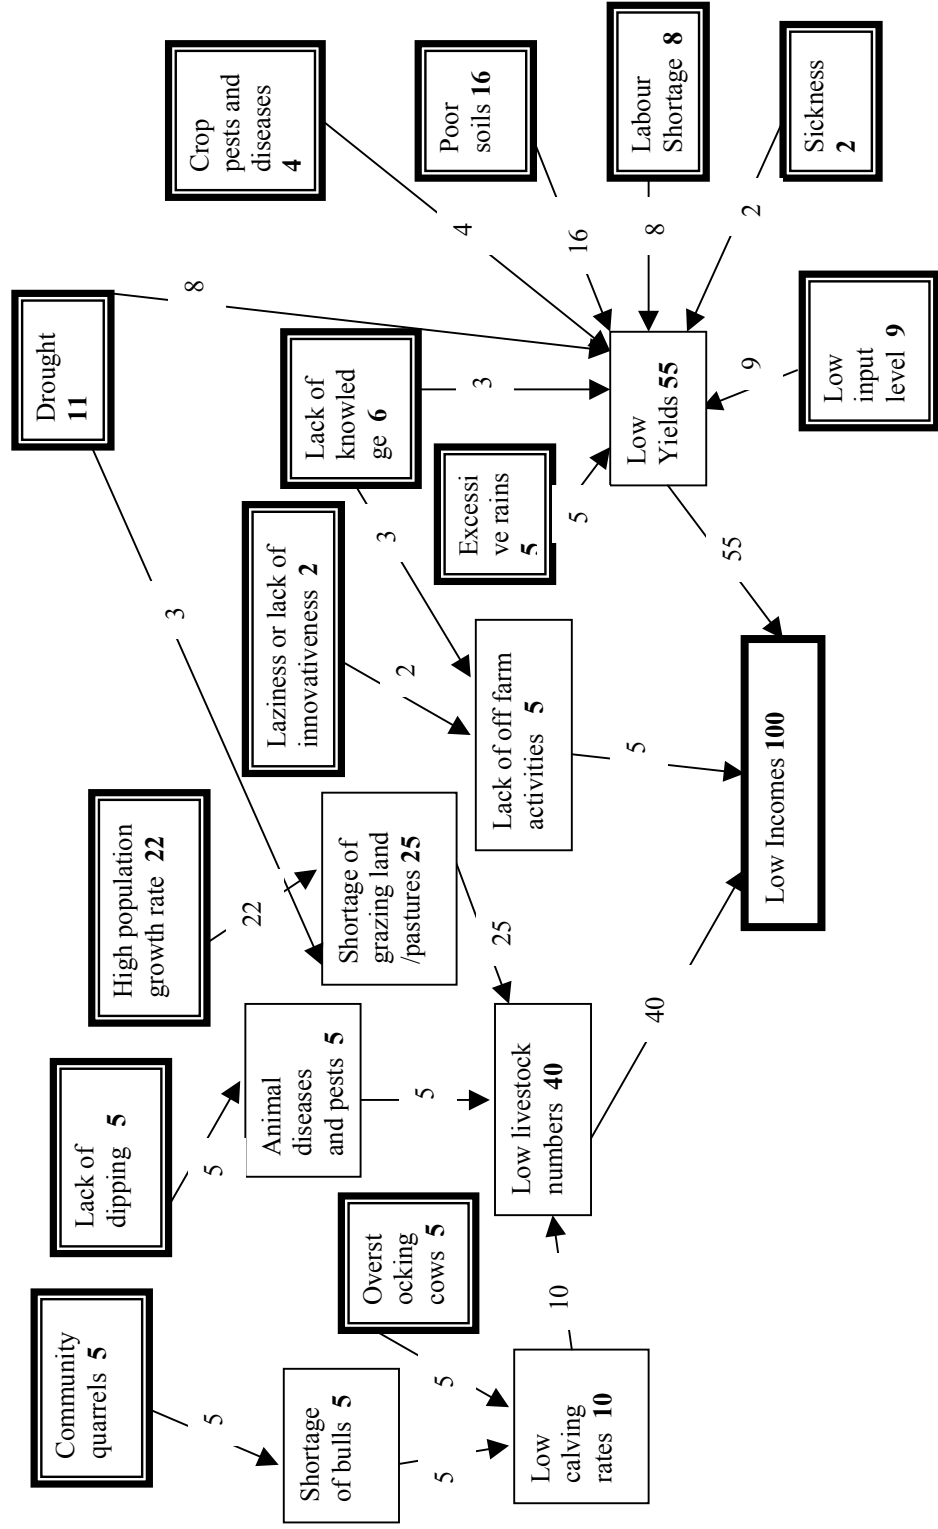 Community
quarrels 5
Lack of
dipping 5
High population
growth rate 22
Drought
11
Crop
pests and
diseases
4
5
5
22
3
8
Shortage
of bulls 5
Animal
diseases
and pests 5
Shortage of
grazing land
/pastures 25
Laziness or lack of
innovativeness 2
Lack of
knowled
ge 6
4
Poor
soils 16
Overst
ocking
cows 5
5
5
5
25
2
3
Excessi
ve rains
5
3
5
16
Labour
Shortage 8
8
Low
calving
rates 10
10
Low livestock
numbers 40
Lack of off farm
activities 5
Low
Yields 55
2
Sickness
2
9
Low
input
level 9
40
5
55
Low Incomes 100